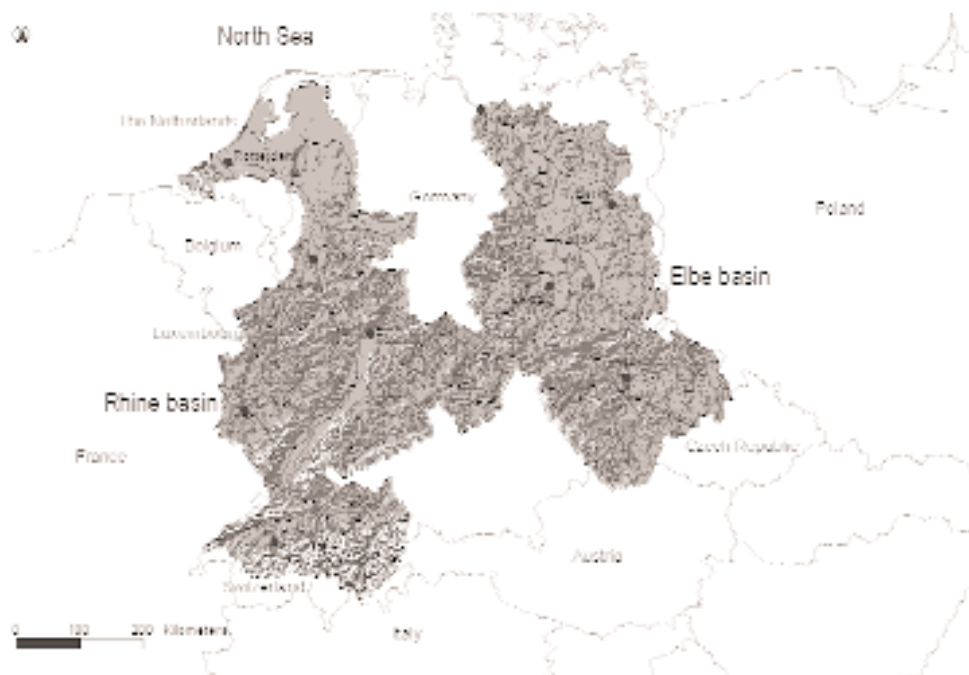 North Sea
The Netherlands
Rotterdam
Germany
Poland
Belgium
Elbe basin
Luxembourg
Rhine basin
France
Czech Republic
Austria
Switzerland
Italy
0 100 200 Kilometers